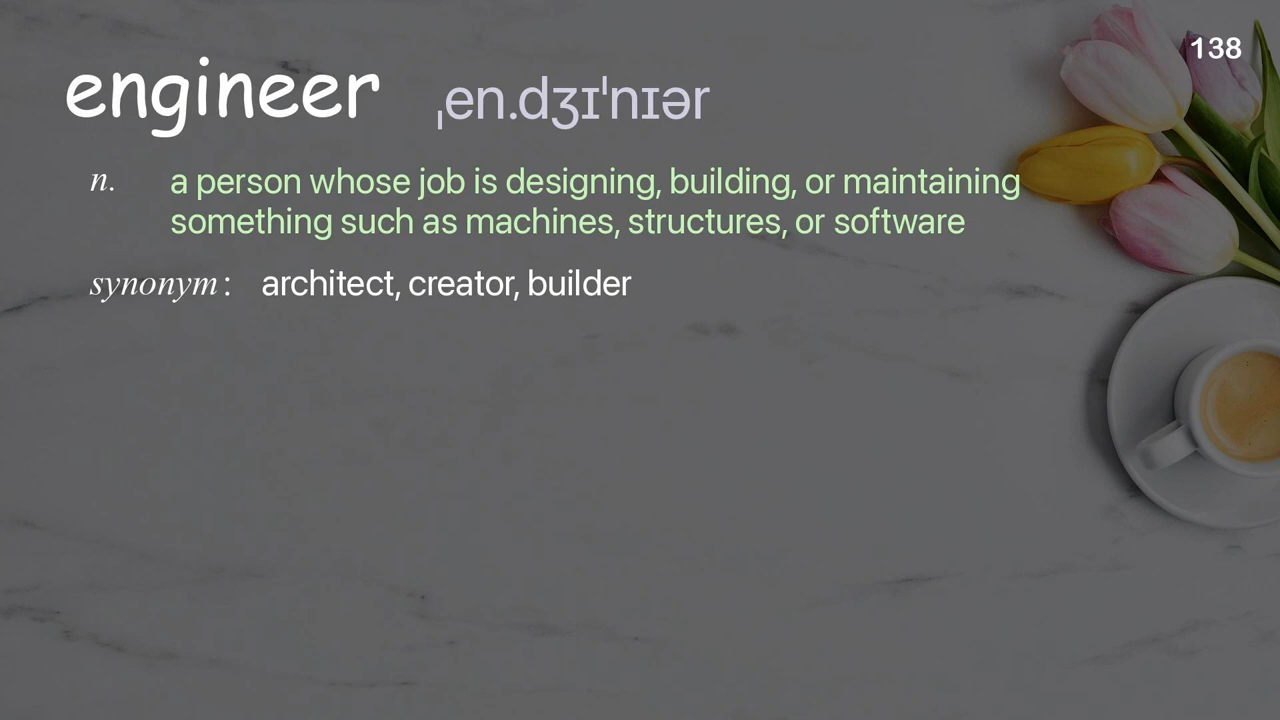 138
engineer ˌen.dʒɪˈnɪər
n. a person whose job is designing, building, or maintaining
something such as machines, structures, or software
synonym: architect, creator, builder